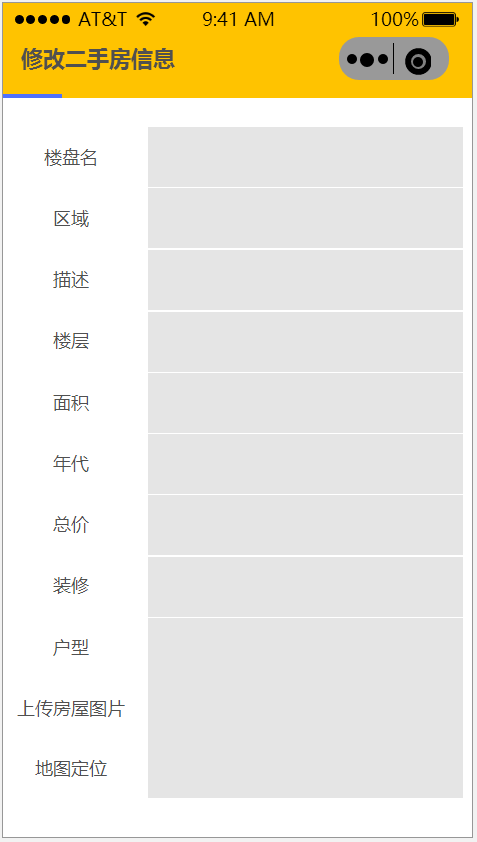 AT&T 9:41 AM 100%
修改二手房信息
楼盘名
区域
描述
楼层
面积
年代
总价
装修
户型
上传房屋图片
地图定位